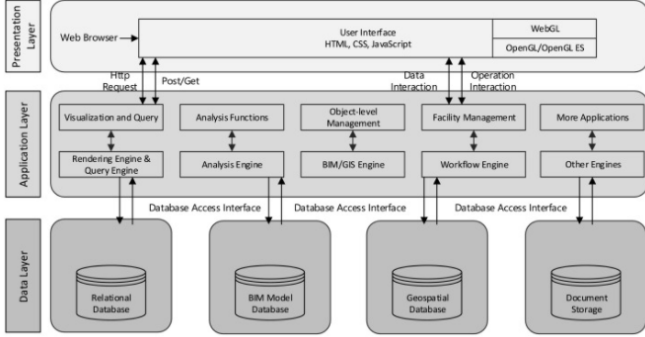 Presentation
Layer
Web Browser
User Interface
HTML, CSS, JavaScript
WebGL
OpenGL/OpenGL ES
Http
Request
Post/Get
Data
Interaction
Operation
Interaction
Application Layer
Visualization and Query
Analysis Functions
Object-level
Management
Facility Management
More Applications
Rendering Engine &
Query Engine
Analysis Engine
BIM/GIS Engine
Workflow Engine
Other Engines
Database Access Interface
Database Access Interface
Database Access Interface
Data Layer
Relational
Database
BIM Model
Database
Geospatial
Database
Document
Storage